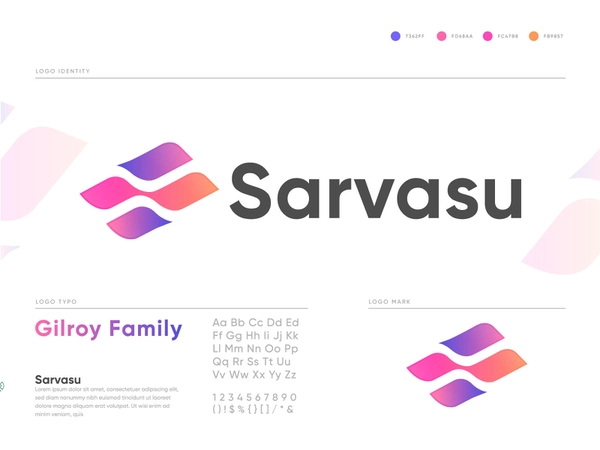 7362FF FD68AA FC47B8 FB9857
LOGO IDENTITY
Sarvasu
LOGO TYPO
LOGO MARK
Gilroy Family
Aa Bb Cc Dd Ed
Ff Gg Hh Ii Jj Kk
Ll Mm Nn Oo Pp
Qq Rr Ss Tt Uu
Vv Ww Xx Yy Zz
1 2 3 4 5 6 7 8 9 0
( ) ! $ % { } [ ] / * &
Sarvasu
Lorem ipsum dolor sit amet, consectetuer adipiscing elit,
sed diam nonummy nibh euismod tincidunt ut laoreet
dolore magna aliquam erat volutpat. Ut wisi enim ad
minim veniam, quis